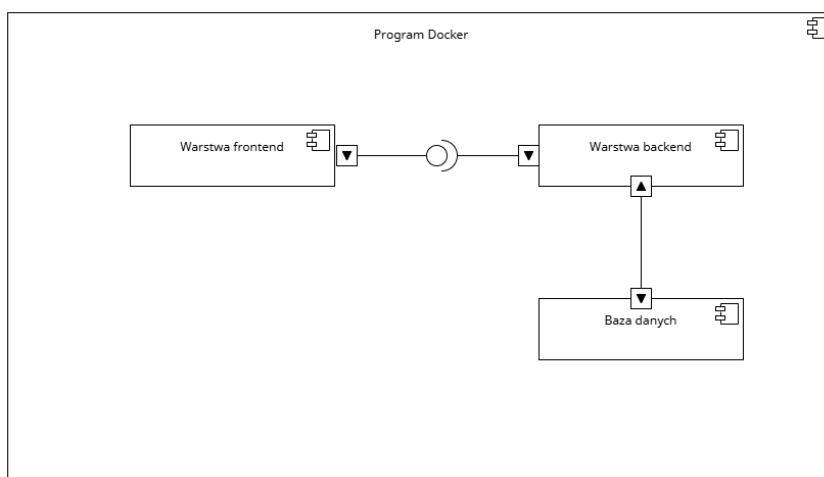 Program Docker
Warstwa frontend
Warstwa backend
Baza danych